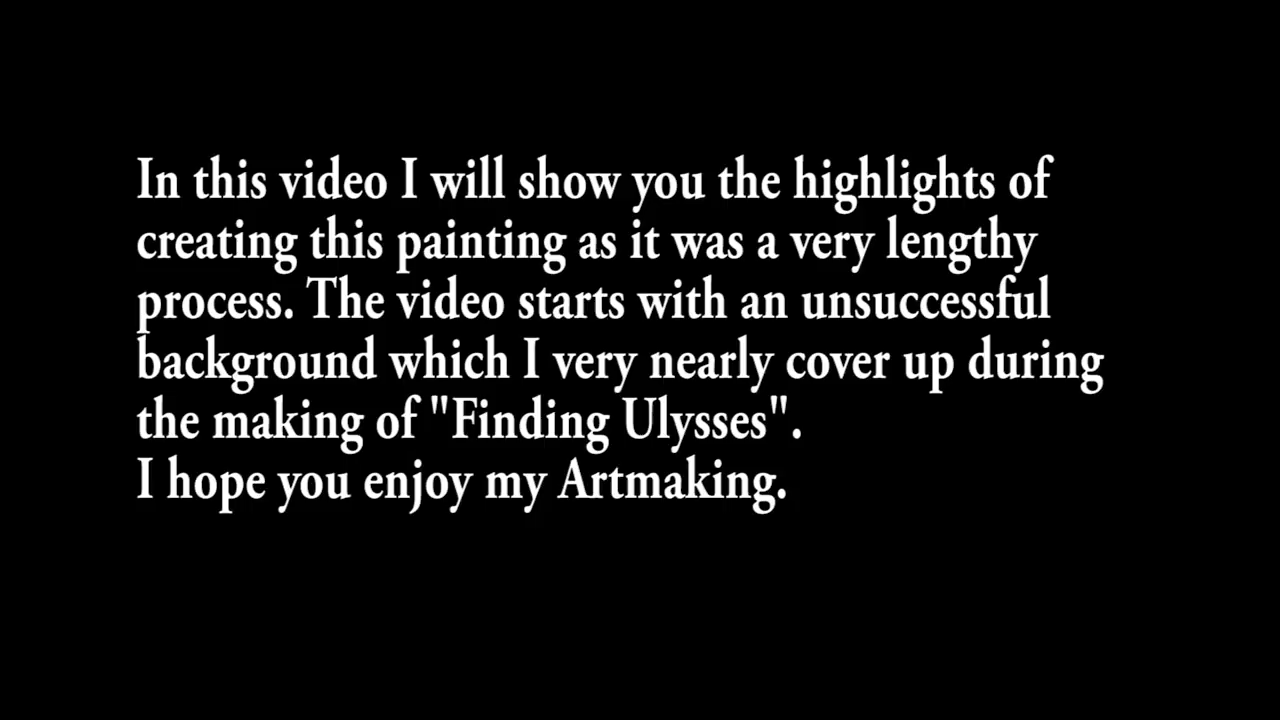 In this video I will show you the highlights of
creating this painting as it was a very lengthy
process. The video starts with an unsuccessful
background which I very nearly cover up during
the making of "Finding Ulysses".
I hope you enjoy my Artmaking.